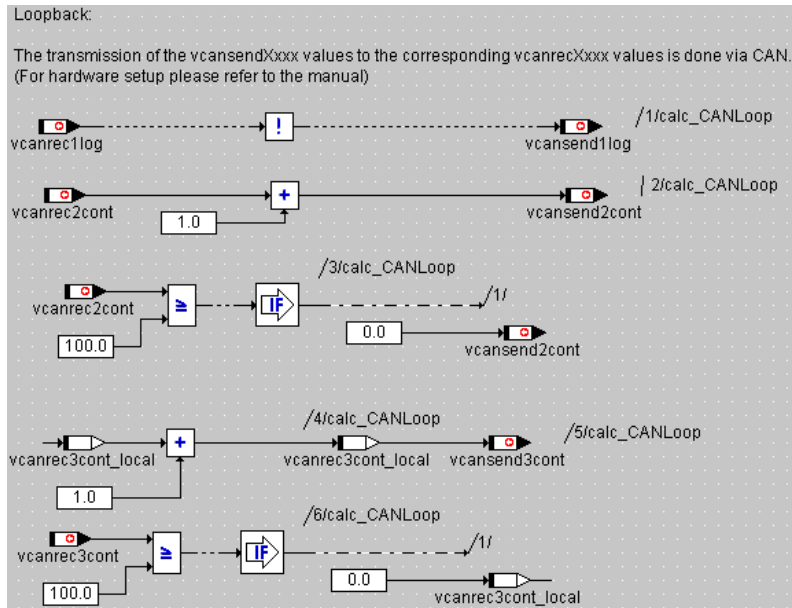 Loopback:
The transmission of the vcansendXxxx values to the corresponding vcanrecXxxx values is done via CAN.
(For hardware setup please refer to the manual)
/1/calc_CANLoop
!
vcanrec1log
vcansend1log
/2/calc_CANLoop
+
vcanrec2cont
1.0
vcansend2cont
/3/calc_CANLoop
/1/
vcanrec2cont
≥
IF
0.0
100.0
vcansend2cont
/4/calc_CANLoop
/5/calc_CANLoop
+
vcanrec3cont_local
vcanrec3cont_local
vcansend3cont
1.0
/6/calc_CANLoop
/1/
vcanrec3cont
≥
IF
0.0
100.0
vcanrec3cont_local